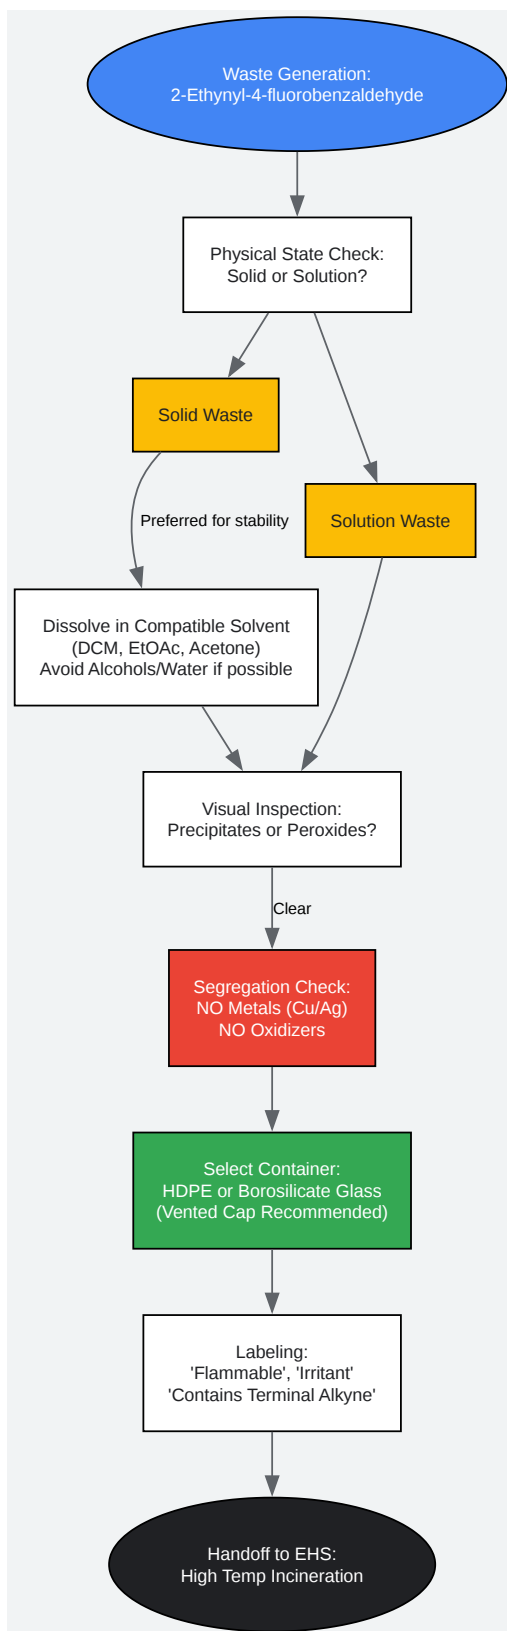 Waste Generation:
2-Ethynyl-4-fluorobenzaldehyde
Physical State Check:
Solid or Solution?
Solid Waste
Preferred for stability
Solution Waste
Dissolve in Compatible Solvent
(DCM, EtOAc, Acetone)
Avoid Alcohols/Water if possible
Visual Inspection:
Precipitates or Peroxides?
Clear
Segregation Check:
NO Metals (Cu/Ag)
NO Oxidizers
Select Container:
HDPE or Borosilicate Glass
(Vented Cap Recommended)
Labeling:
'Flammable', 'Irritant'
'Contains Terminal Alkyne'
Handoff to EHS:
High Temp Incineration